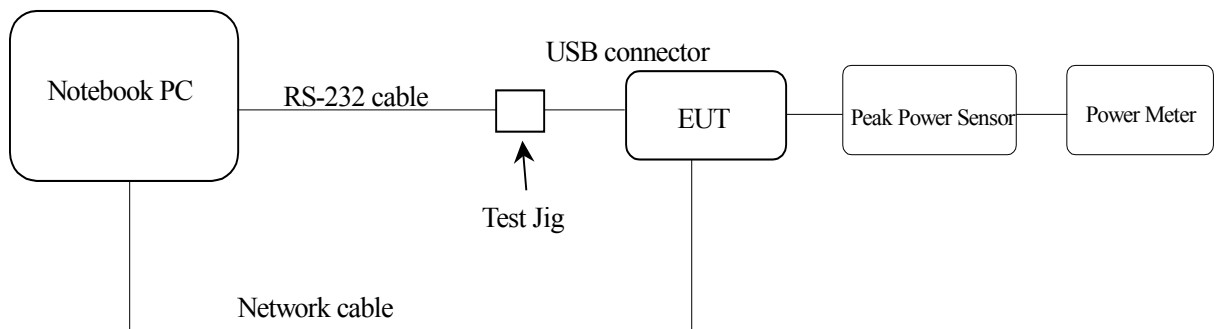 USB connector
Notebook PC
RS-232 cable
EUT
Peak Power Sensor
Power Meter
Test Jig
Network cable